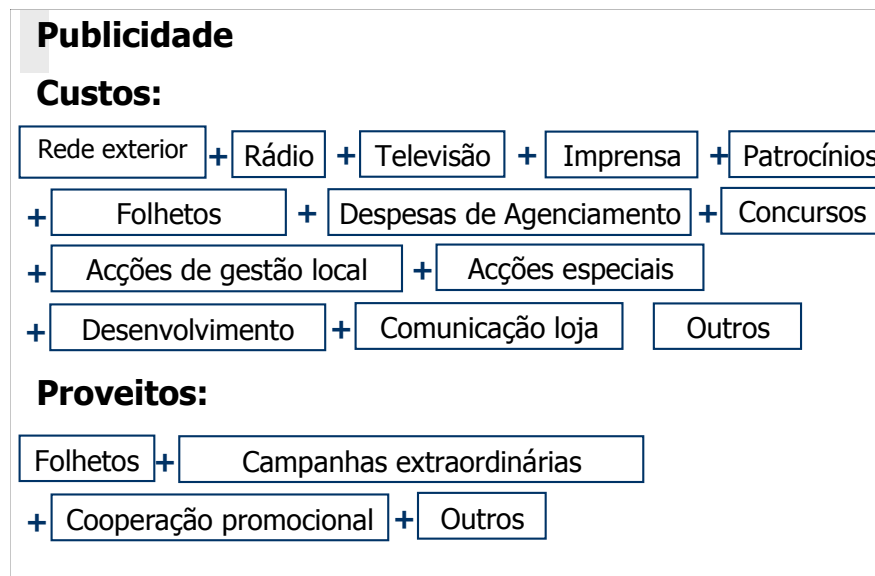 Publicidade
Custos:
Rede exterior + Rádio + Televisão + Imprensa + Patrocínios
+ Folhetos + Despesas de Agenciamento + Concursos
+ Acções de gestão local + Acções especiais
+ Desenvolvimento + Comunicação loja Outros
Proveitos:
Folhetos + Campanhas extraordinárias
+ Cooperação promocional + Outros